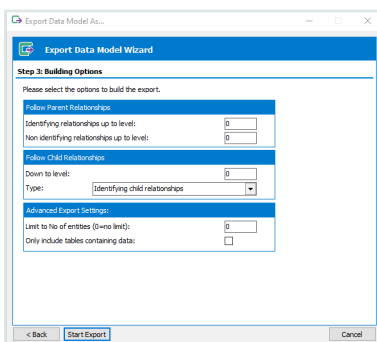 Export Data Model As...
Export Data Model Wizard
Step 3: Building Options
Please select the options to build the export.
Follow Parent Relationships
Identifying relationships up to level: 0
Non identifying relationships up to level: 0
Follow Child Relationships
Down to level: 0
Type: Identifying child relationships
Advanced Export Settings:
Limit to No of entities (0=no limit): 0
Only include tables containing data:
< Back Start Export Cancel